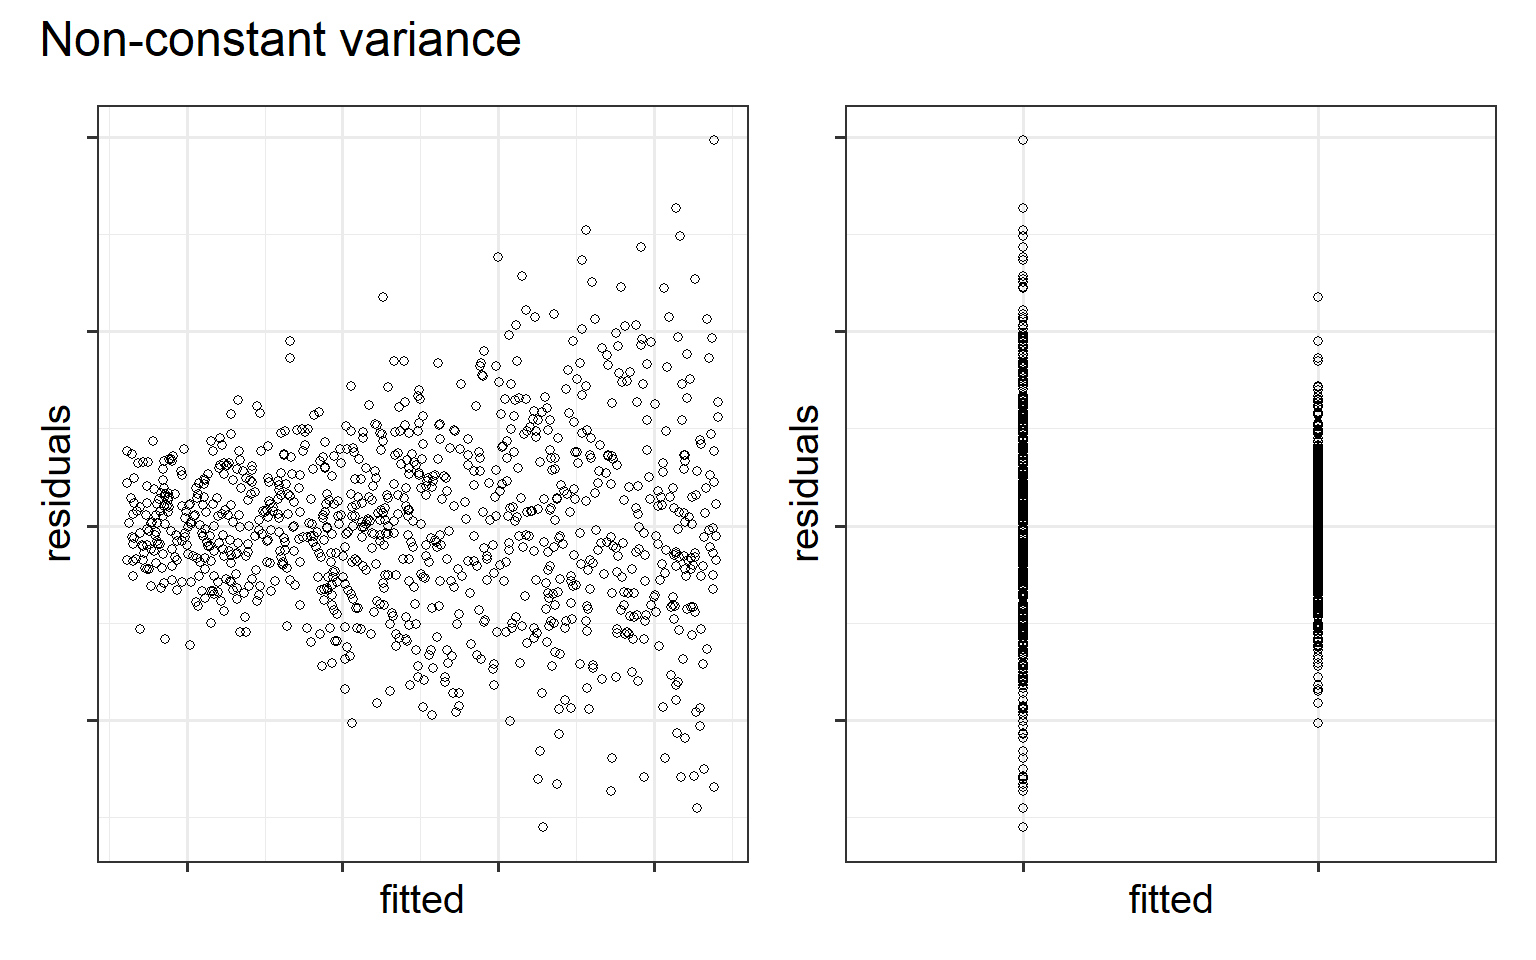 Non-constant variance
residuals
fitted
residuals
fitted